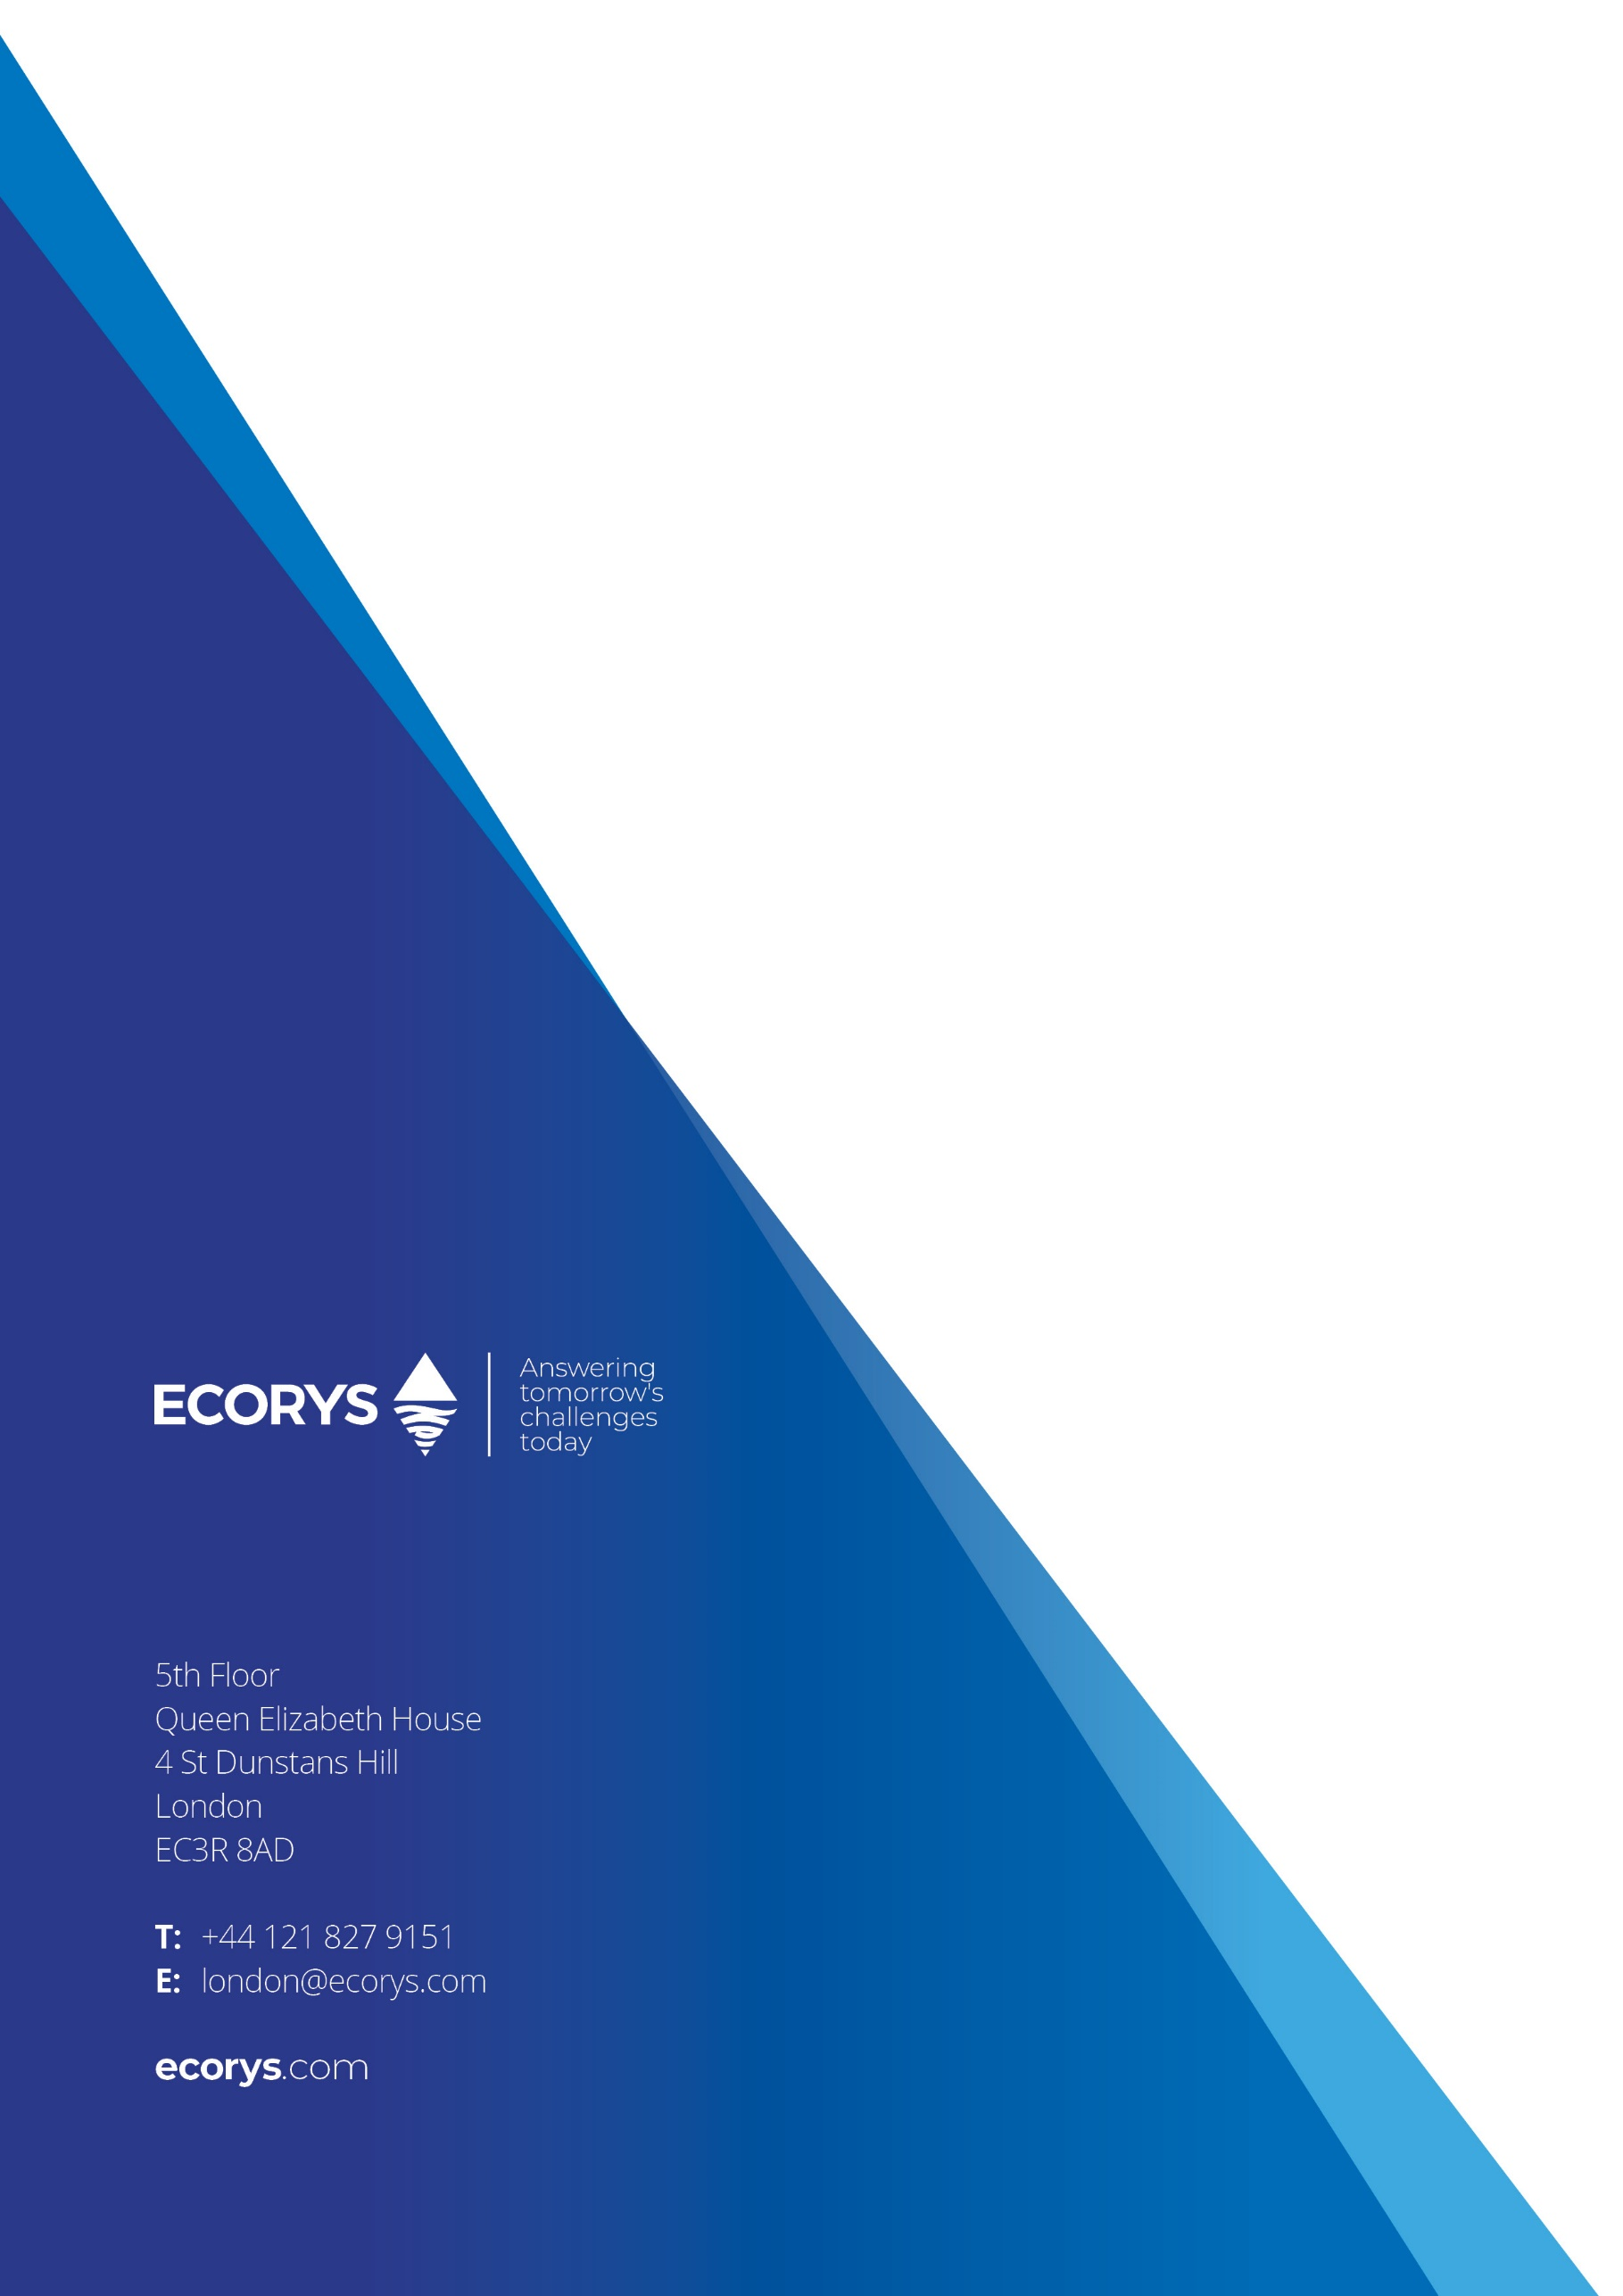 ECORYS
Answering
tomorrow's
challenges
today
5th Floor
Queen Elizabeth House
4 St Dunstans Hill
London
EC3R 8AD
T: +44 121 827 9151
E: london@ecorys.com
ecorys.com